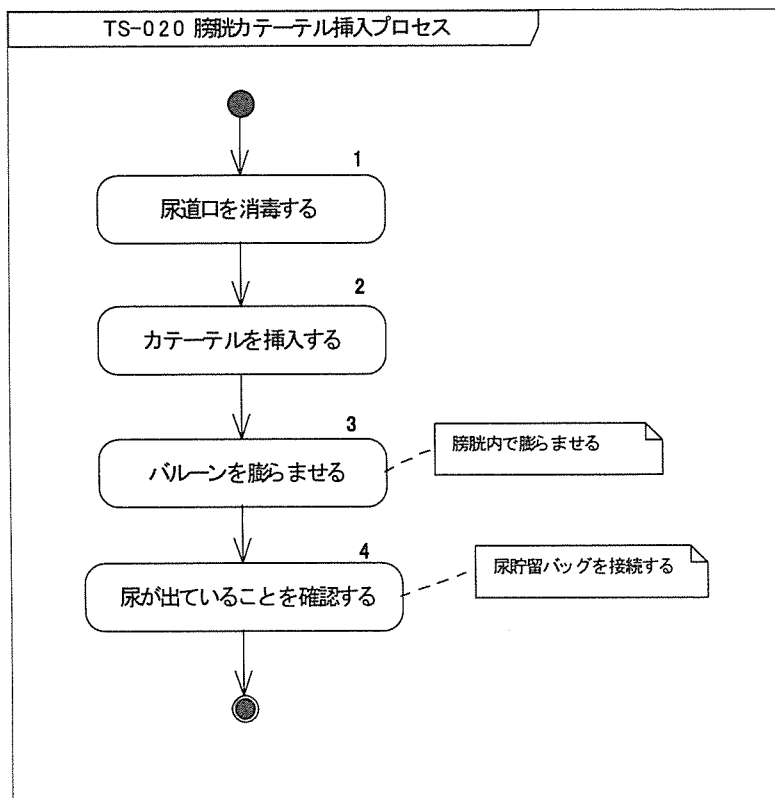 TS-020 膀胱カテーテル挿入プロセス
1
尿道口を消毒する
2
カテーテルを挿入する
3
バルーンを膨らませる
膀胱内で膨らませる
4
尿が出ていることを確認する
尿貯留バッグを接続する